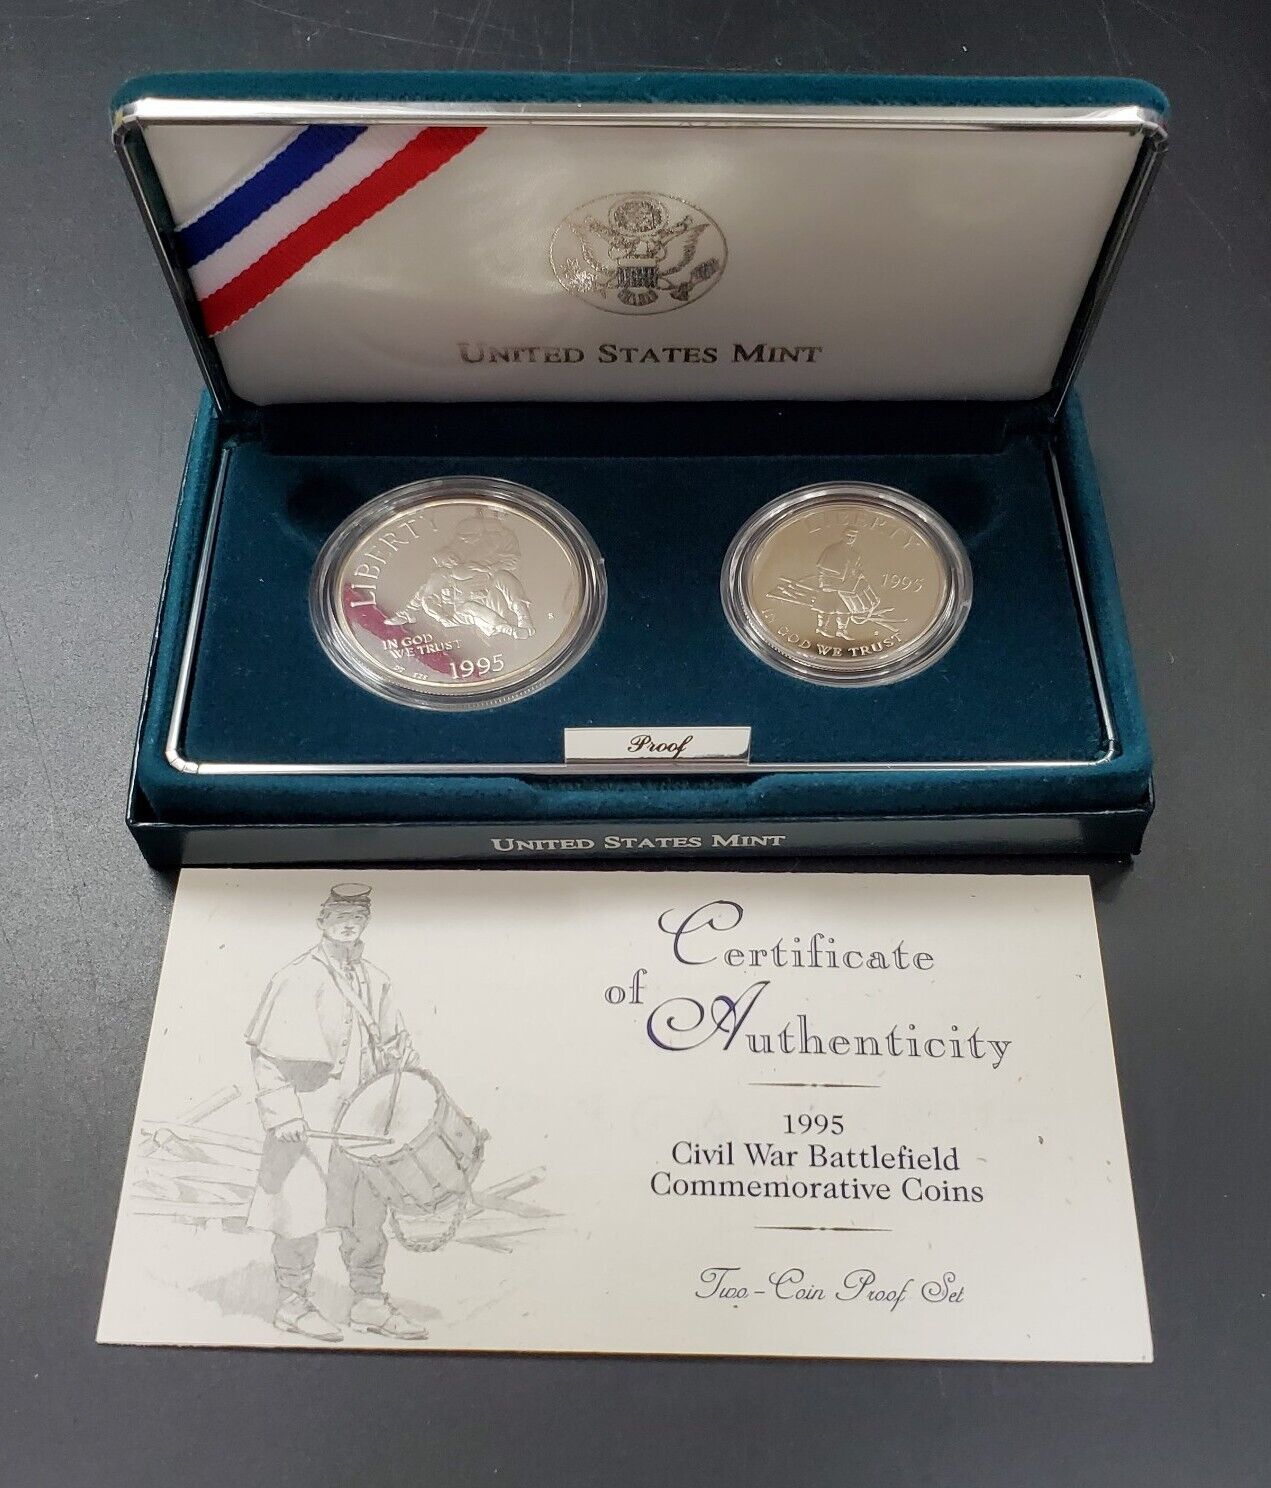 UNITED STATES MINT
LIBERTY
IN GOD
WE TRUST
1995
S
LIBERTY
1995
IN GOD WE TRUST
Proof
UNITED STATES MINT
Certificate
of Authenticity
1995
Civil War Battlefield
Commemorative Coins
Two-Coin Proof Set